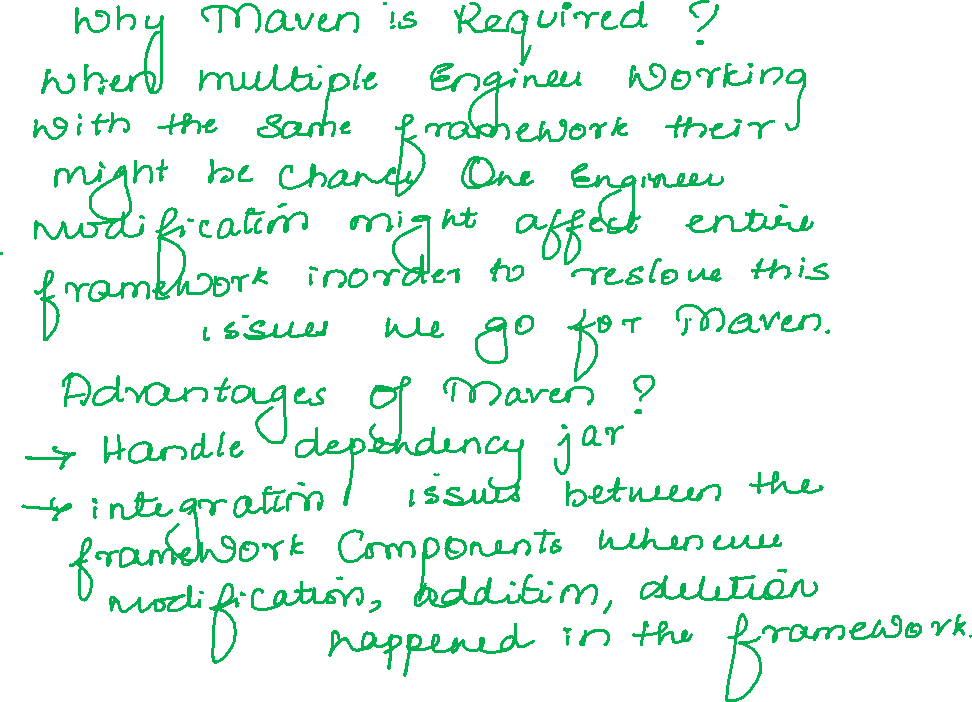 Why Maven is Required ?
when multiple Engineer working
with the same framework their
might be chance One Engineer
modification might affect entire
framework inorder to reslove this
issues we go for Maven.
Advantages of Maven ?
→ Handle dependency jar
→ integration issues between the
framework Components whenever
modification, addition, deletion
happened in the framework.